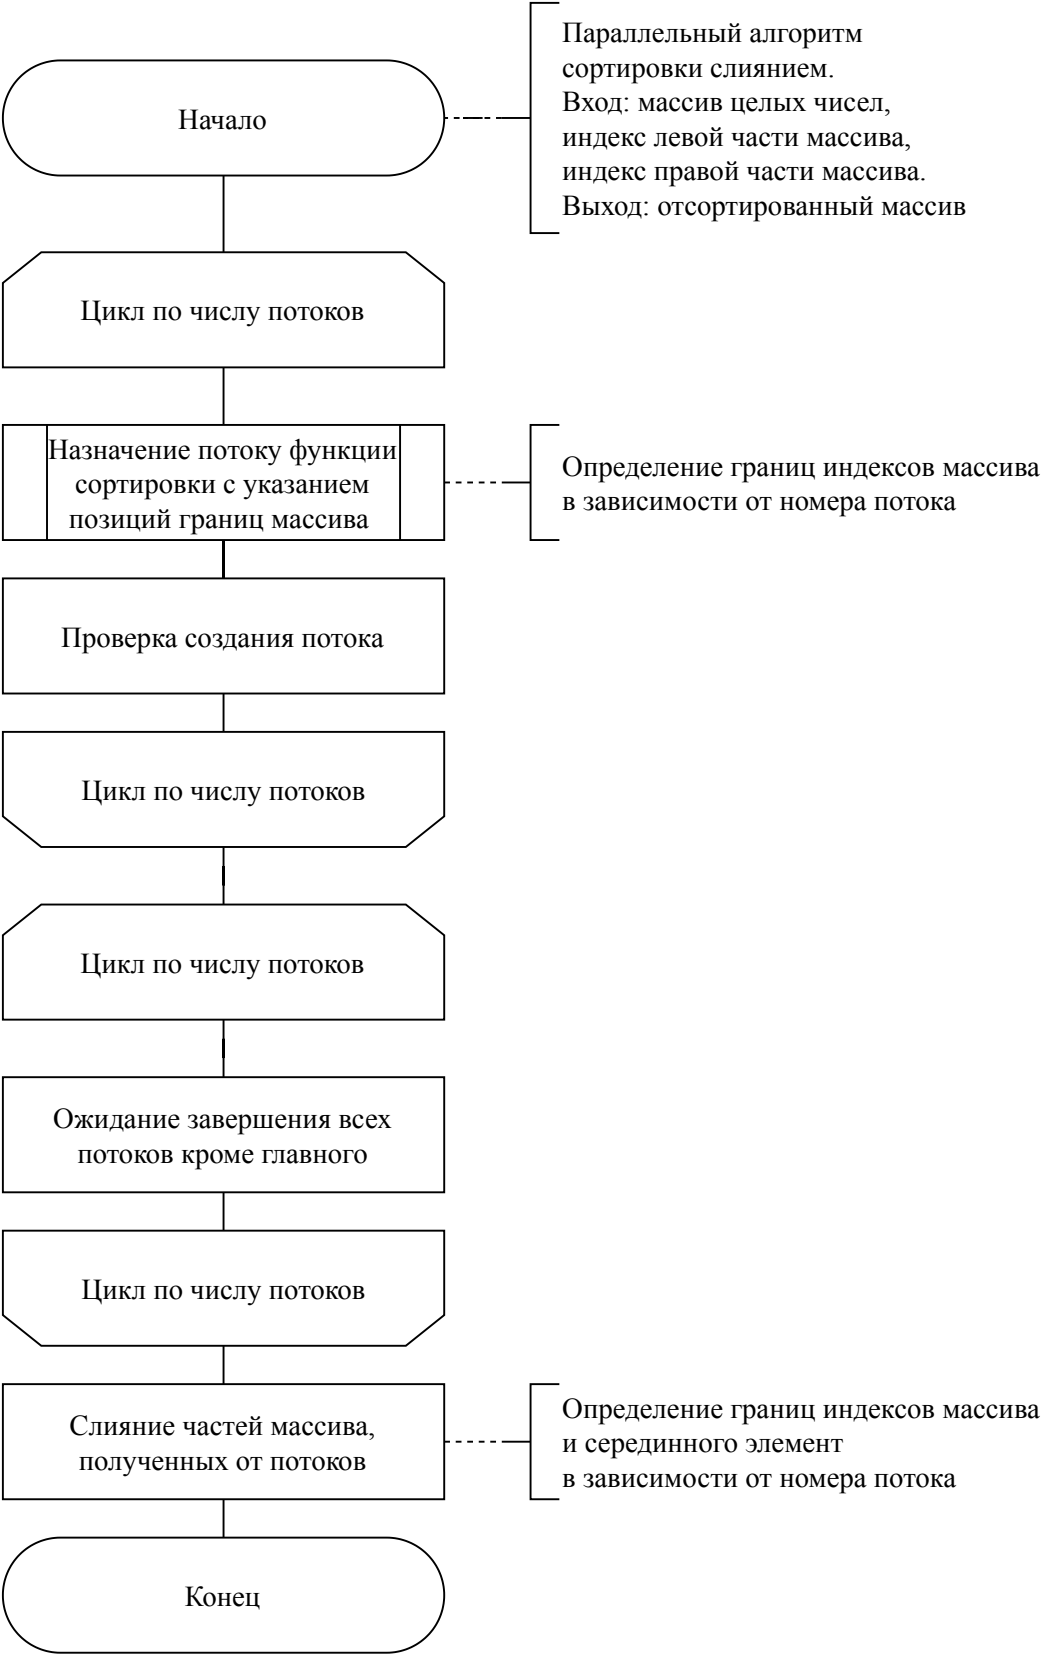 Начало
Параллельный алгоритм
сортировки слиянием.
Вход: массив целых чисел,
индекс левой части массива,
индекс правой части массива.
Выход: отсортированный массив
Цикл по числу потоков
Назначение потоку функции
сортировки с указанием
позиций границ массива
Определение границ индексов массива
в зависимости от номера потока
Проверка создания потока
Цикл по числу потоков
Цикл по числу потоков
Ожидание завершения всех
потоков кроме главного
Цикл по числу потоков
Слияние частей массива,
полученных от потоков
Определение границ индексов массива
и серединного элемент
в зависимости от номера потока
Конец